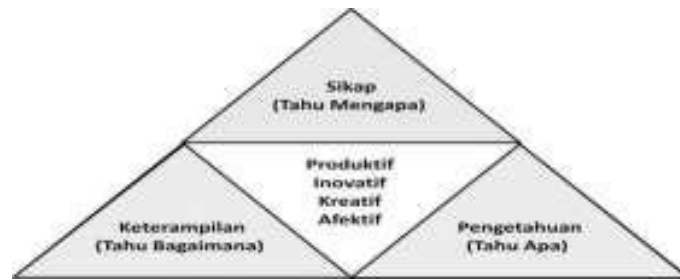 Sikap
(Tahu Mengapa)
Produktif
Inovatif
Kreatif
Afektif
Keterampilan
(Tahu Bagaimana)
Pengetahuan
(Tahu Apa)